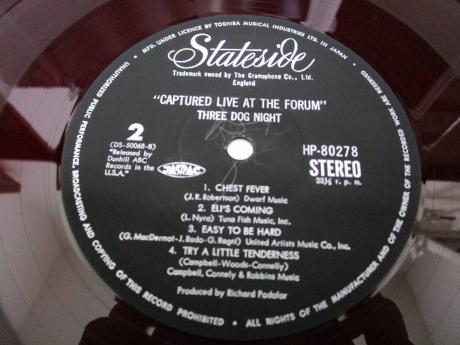 MFD. UNDER LICENCE BY TOSHIBA MUSICAL INDUSTRIES LTD. IN JAPAN
Stateside
Trademark owned by The Gramophone Co., Ltd.
England
"CAPTURED LIVE AT THE FORUM"
THREE DOG NIGHT
2
(DS-50068-B)
"Released by
Dunhill ABC
Records in the
U.S.A."
JASRAC
HP-80278
STEREO
33⅓ r. p. m.
1. CHEST FEVER
(J.R. Robertson) Dwarf Music
2. ELI'S COMING
(L. Nyro) Tuna Fish Music, Inc.
3. EASY TO BE HARD
(G. MacDermot-J. Rado-G. Ragni) United Artists Music Co., Inc.
4. TRY A LITTLE TENDERNESS
(Campbell-Woods-Connelly)
Campbell, Connely & Robbins Music
Produced by Richard Podolor
UNAUTHORIZED PUBLIC PERFORMANCE, BROADCASTING AND COPYING OF THIS RECORD PROHIBITED • ALL RIGHTS OF THE MANUFACTURER AND OF THE OWNER OF THE RECORDED WORK ARE RESERVED